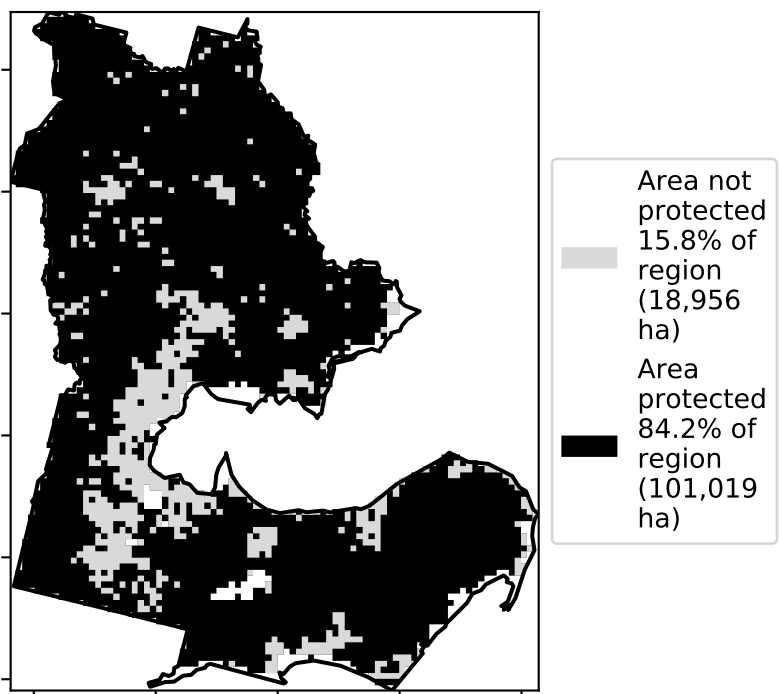 Area not
protected
15.8% of
region
(18,956
ha)
Area
protected
84.2% of
region
(101,019
ha)